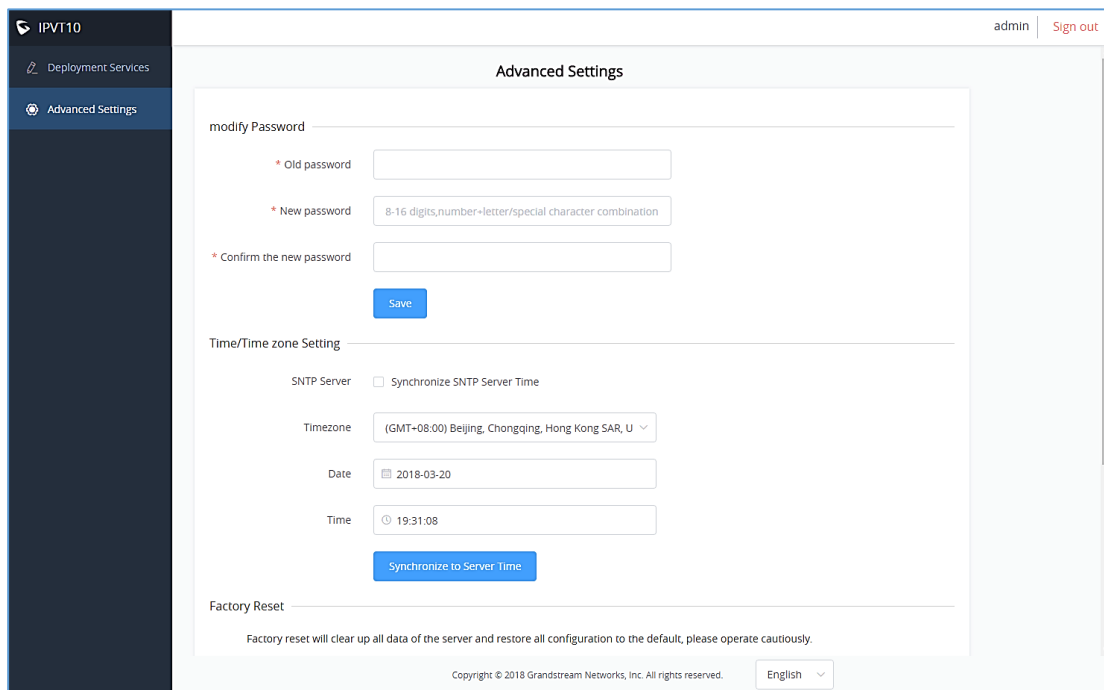 IPVT10
admin
Sign out
Deployment Services
Advanced Settings
Advanced Settings
modify Password
* Old password
* New password
8-16 digits,number+letter/special character combination
* Confirm the new password
Save
Time/Time zone Setting
SNTP Server
Synchronize SNTP Server Time
Timezone
(GMT+08:00) Beijing, Chongqing, Hong Kong SAR, U
Date
2018-03-20
Time
19:31:08
Synchronize to Server Time
Factory Reset
Factory reset will clear up all data of the server and restore all configuration to the default, please operate cautiously.
Copyright © 2018 Grandstream Networks, Inc. All rights reserved.
English